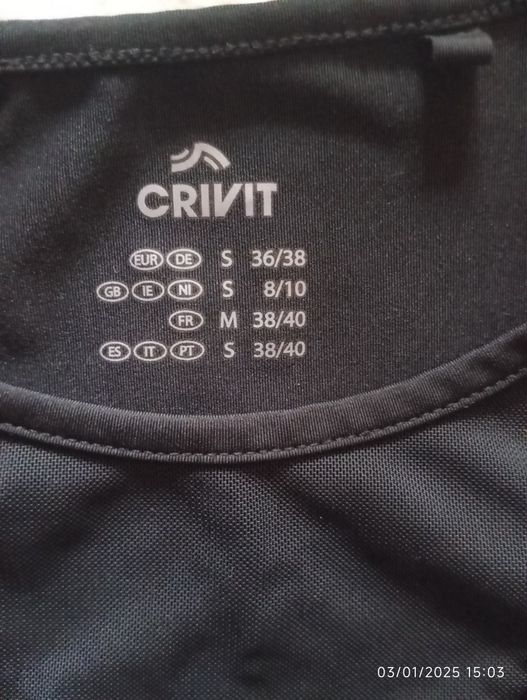 CRIVIT
EUR DE S 36/38
GB IE NI S 8/10
FR M 38/40
ES IT PT S 38/40
03/01/2025 15:03